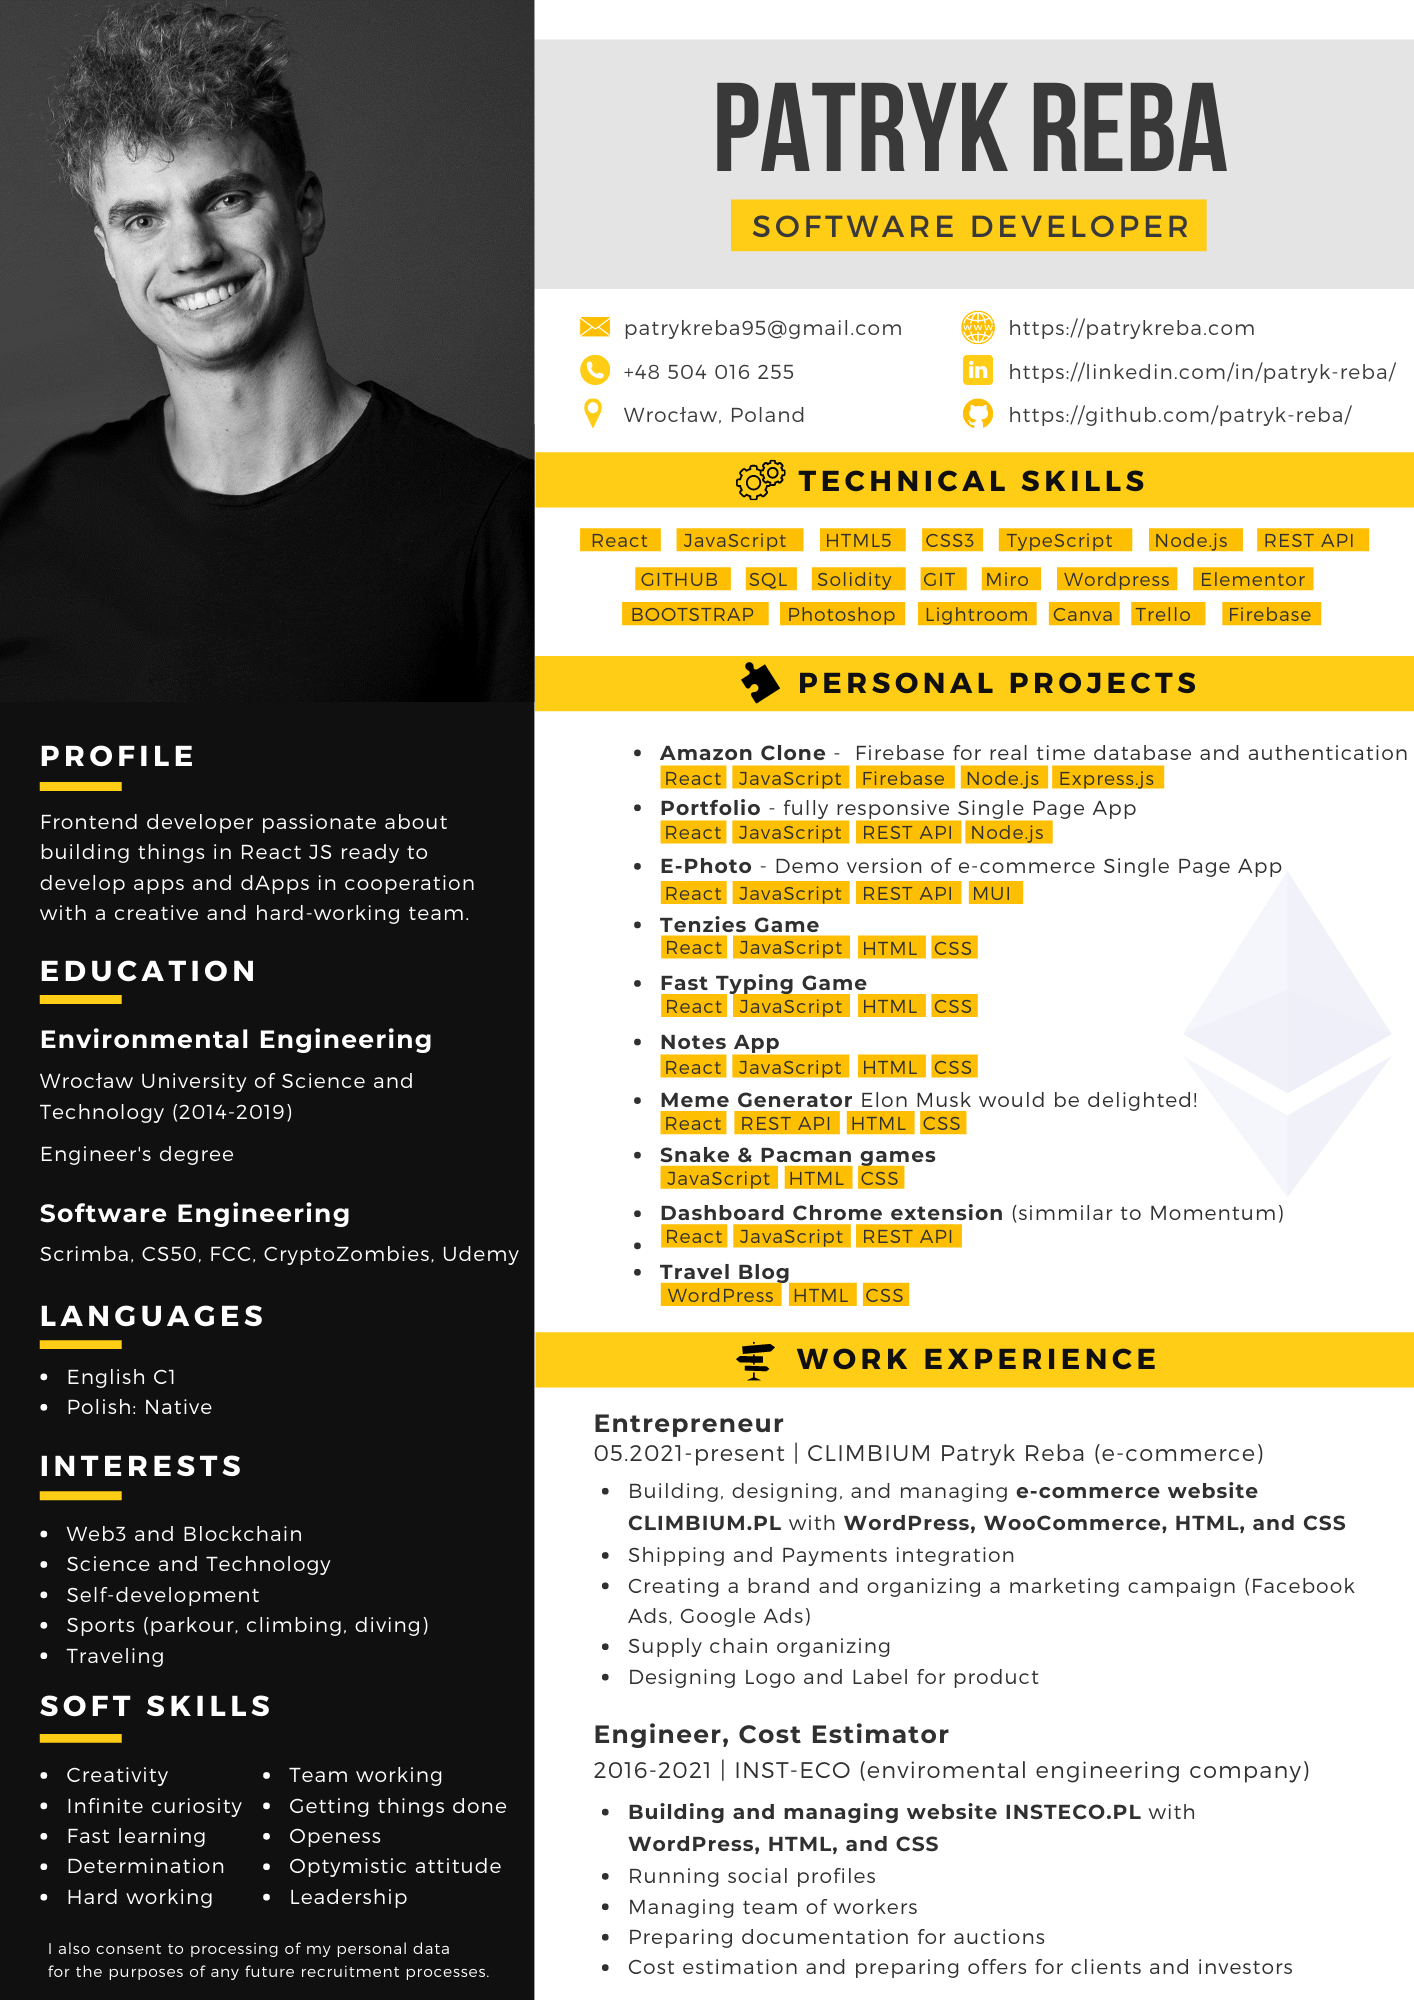 PATRYK REBA
SOFTWARE DEVELOPER
patrykreba95@gmail.com
+48 504 016 255
Wrocław, Poland
https://patrykreba.com
https://linkedin.com/in/patryk-reba/
https://github.com/patryk-reba/
TECHNICAL SKILLS
React JavaScript HTML5 CSS3 TypeScript Node.js REST API
GITHUB SQL Solidity GIT Miro Wordpress Elementor
BOOTSTRAP Photoshop Lightroom Canva Trello Firebase
PERSONAL PROJECTS
• Amazon Clone - Firebase for real time database and authentication
React JavaScript Firebase Node.js Express.js
• Portfolio - fully responsive Single Page App
React JavaScript REST API Node.js
• E-Photo - Demo version of e-commerce Single Page App
React JavaScript REST API MUI
• Tenzies Game
React JavaScript HTML CSS
• Fast Typing Game
React JavaScript HTML CSS
• Notes App
React JavaScript HTML CSS
• Meme Generator Elon Musk would be delighted!
React REST API HTML CSS
• Snake & Pacman games
JavaScript HTML CSS
• Dashboard Chrome extension (simmilar to Momentum)
• React JavaScript REST API
• Travel Blog
WordPress HTML CSS
WORK EXPERIENCE
Entrepreneur
05.2021-present | CLIMBIUM Patryk Reba (e-commerce)
• Building, designing, and managing e-commerce website
CLIMBIUM.PL with WordPress, WooCommerce, HTML, and CSS
• Shipping and Payments integration
• Creating a brand and organizing a marketing campaign (Facebook
Ads, Google Ads)
• Supply chain organizing
• Designing Logo and Label for product
Engineer, Cost Estimator
2016-2021 | INST-ECO (enviromental engineering company)
• Building and managing website INSTECO.PL with
WordPress, HTML, and CSS
• Running social profiles
• Managing team of workers
• Preparing documentation for auctions
• Cost estimation and preparing offers for clients and investors
PROFILE
Frontend developer passionate about
building things in React JS ready to
develop apps and dApps in cooperation
with a creative and hard-working team.
EDUCATION
Environmental Engineering
Wrocław University of Science and
Technology (2014-2019)
Engineer's degree
Software Engineering
Scrimba, CS50, FCC, CryptoZombies, Udemy
LANGUAGES
• English C1
• Polish: Native
INTERESTS
• Web3 and Blockchain
• Science and Technology
• Self-development
• Sports (parkour, climbing, diving)
• Traveling
SOFT SKILLS
• Creativity
• Infinite curiosity
• Fast learning
• Determination
• Hard working
• Team working
• Getting things done
• Openess
• Optymistic attitude
• Leadership
I also consent to processing of my personal data
for the purposes of any future recruitment processes.